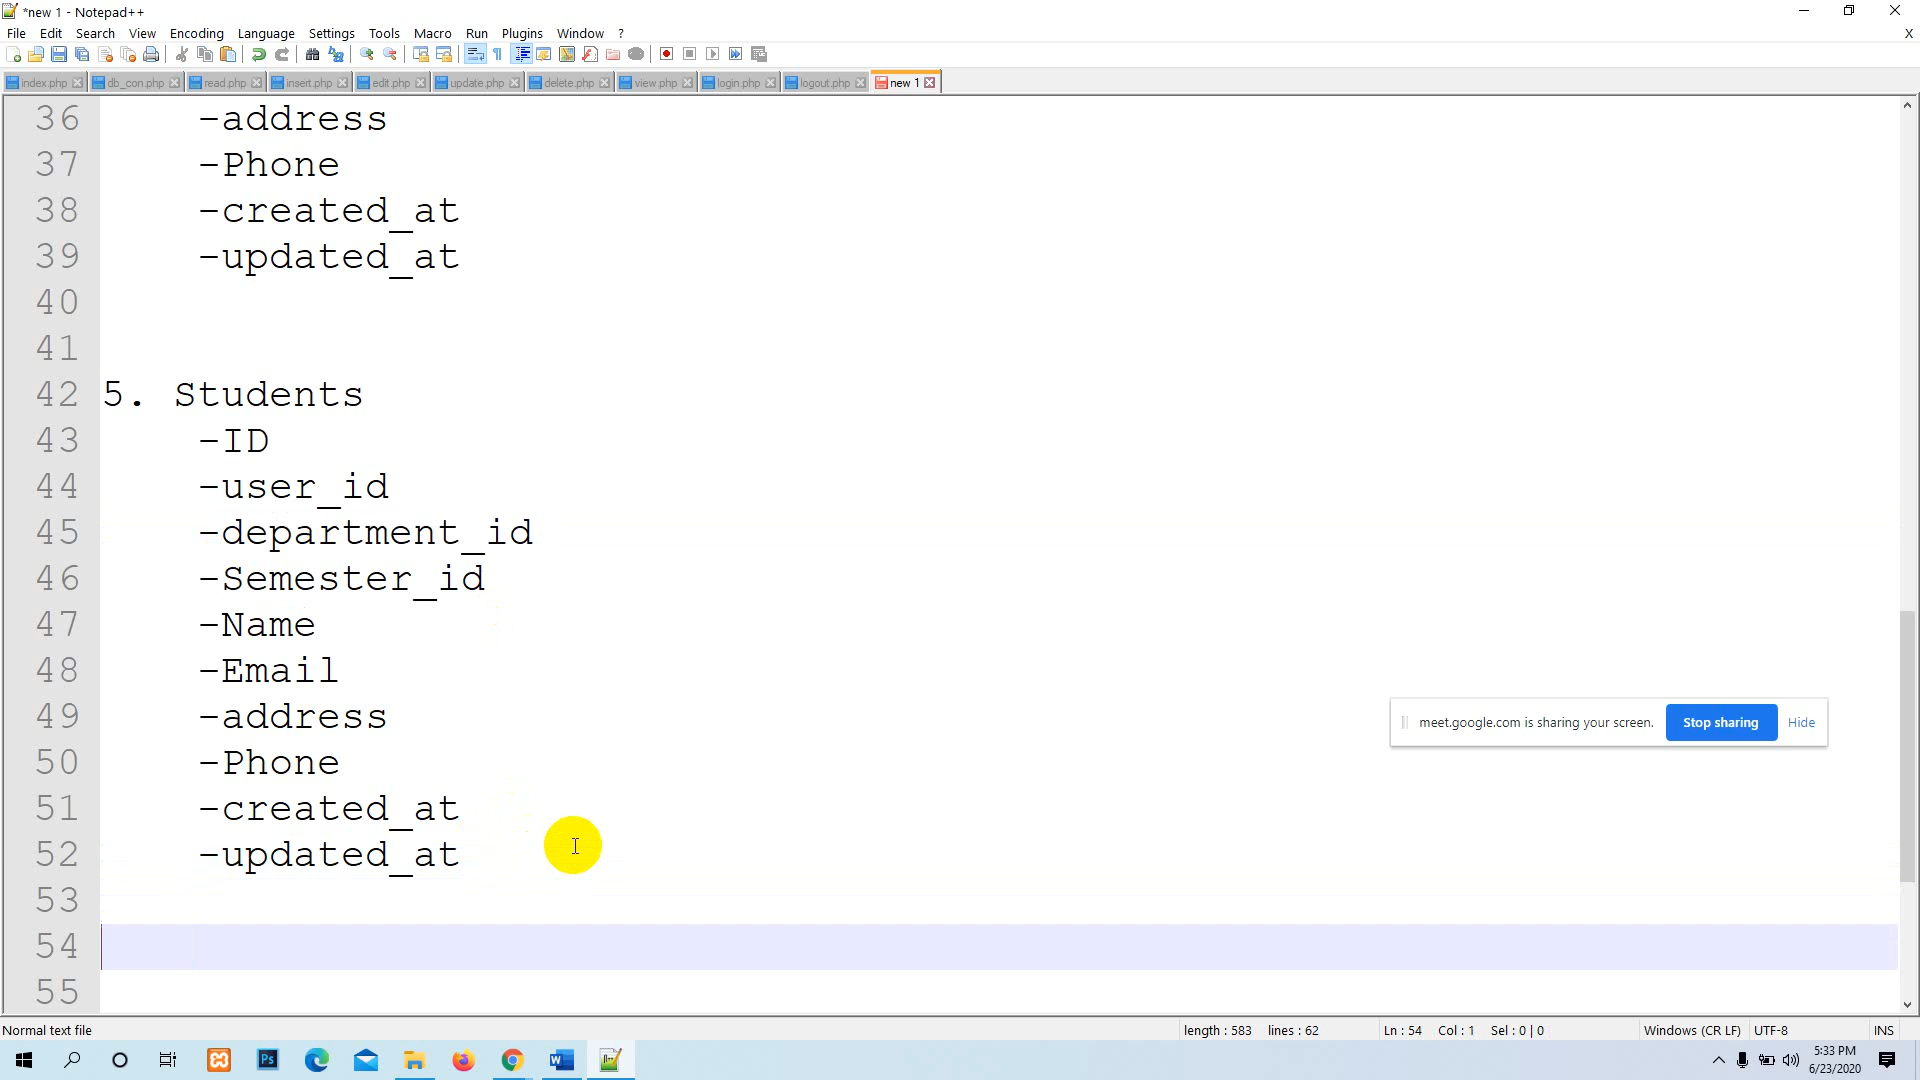 *new 1 - Notepad++
File Edit Search View Encoding Language Settings Tools Macro Run Plugins Window ? X
index.php db_con.php read.php insert.php edit.php update.php delete.php view.php login.php logout.php new 1
36 -address
37 -Phone
38 -created_at
39 -updated_at
40
41
42 5. Students
43 -ID
44 -user_id
45 -department_id
46 -Semester_id
47 -Name
48 -Email
49 -address
50 -Phone
51 -created_at
52 -updated_at
53
54
55
meet.google.com is sharing your screen. Stop sharing Hide
Normal text file length : 583 lines : 62 Ln : 54 Col : 1 Sel : 0 | 0 Windows (CR LF) UTF-8 INS
5:33 PM
6/23/2020